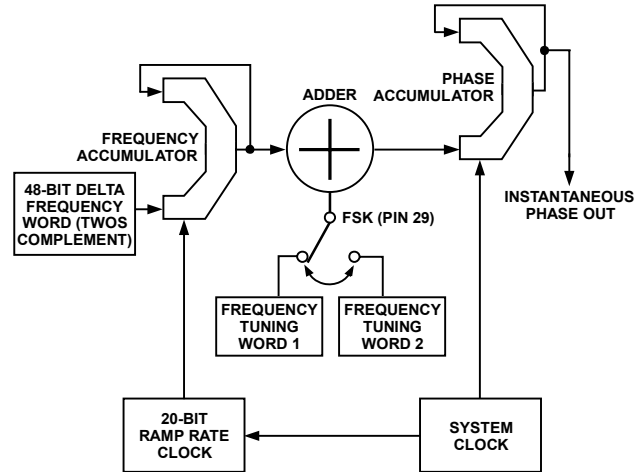 PHASE
ACCUMULATOR
ADDER
FREQUENCY
ACCUMULATOR
48-BIT DELTA
FREQUENCY
WORD (TWOS
COMPLEMENT)
INSTANTANEOUS
PHASE OUT
FSK (PIN 29)
FREQUENCY
TUNING
WORD 1
FREQUENCY
TUNING
WORD 2
20-BIT
RAMP RATE
CLOCK
SYSTEM
CLOCK